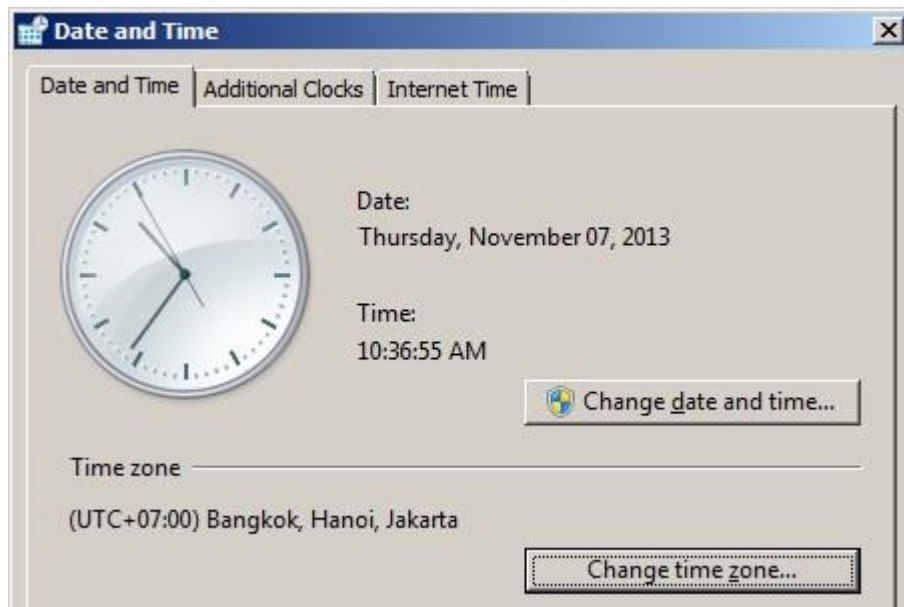 Date and Time
Date and Time Additional Clocks Internet Time
Date:
Thursday, November 07, 2013
Time:
10:36:55 AM
Change date and time...
Time zone
(UTC+07:00) Bangkok, Hanoi, Jakarta
Change time zone...